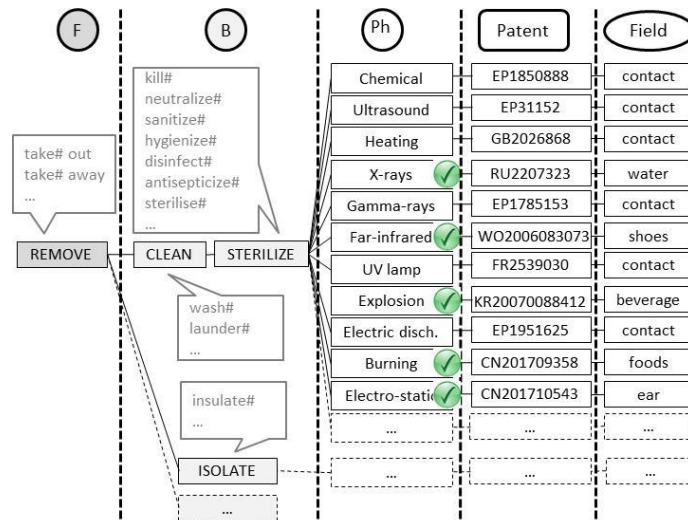 F B Ph Patent Field
kill#
neutralize#
sanitize#
hygienize#
disinfect#
antisepticize#
sterilise#
...
take# out
take# away
...
REMOVE CLEAN STERILIZE
wash#
launder#
...
insulate#
...
ISOLATE
...
Chemical EP1850888 contact
Ultrasound EP31152 contact
Heating GB2026868 contact
X-rays RU2207323 water
Gamma-rays EP1785153 contact
Far-infrared WO2006083073 shoes
UV lamp FR2539030 contact
Explosion KR20070088412 beverage
Electric disch. EP1951625 contact
Burning CN201709358 foods
Electro-static CN201710543 ear
... ... ...
... ... ...